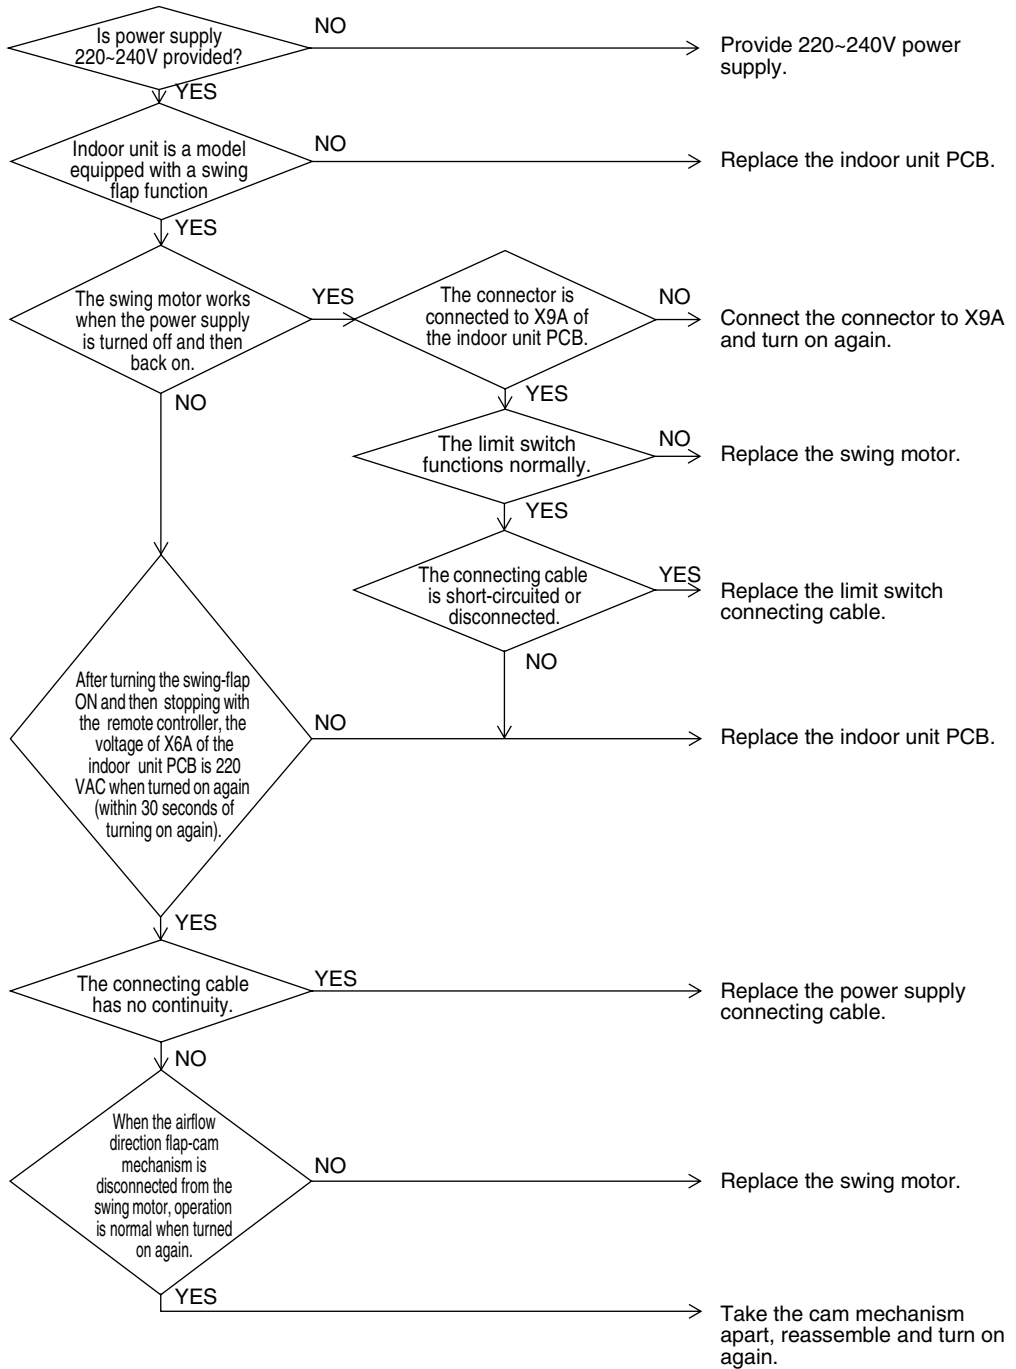 Is power supply
220~240V provided?
NO
Provide 220~240V power
supply.
YES
Indoor unit is a model
equipped with a swing
flap function
NO
Replace the indoor unit PCB.
YES
The swing motor works
when the power supply
is turned off and then
back on.
YES
The connector is
connected to X9A of
the indoor unit PCB.
NO
Connect the connector to X9A
and turn on again.
NO
YES
The limit switch
functions normally.
NO
Replace the swing motor.
YES
The connecting cable
is short-circuited or
disconnected.
YES
Replace the limit switch
connecting cable.
NO
After turning the swing-flap
ON and then stopping with
the remote controller, the
voltage of X6A of the
indoor unit PCB is 220
VAC when turned on again
(within 30 seconds of
turning on again).
NO
Replace the indoor unit PCB.
YES
The connecting cable
has no continuity.
YES
Replace the power supply
connecting cable.
NO
When the airflow
direction flap-cam
mechanism is
disconnected from the
swing motor, operation
is normal when turned
on again.
NO
Replace the swing motor.
YES
Take the cam mechanism
apart, reassemble and turn on
again.